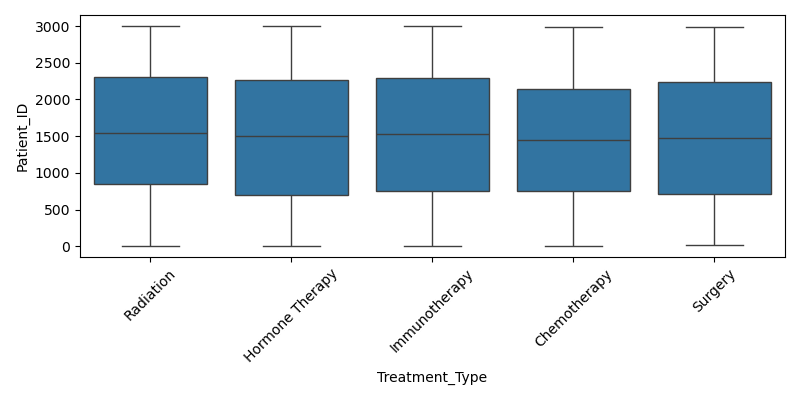 3000
2500
2000
1500
1000
500
0
Patient_ID
Radiation
Hormone Therapy
Immunotherapy
Chemotherapy
Surgery
Treatment_Type